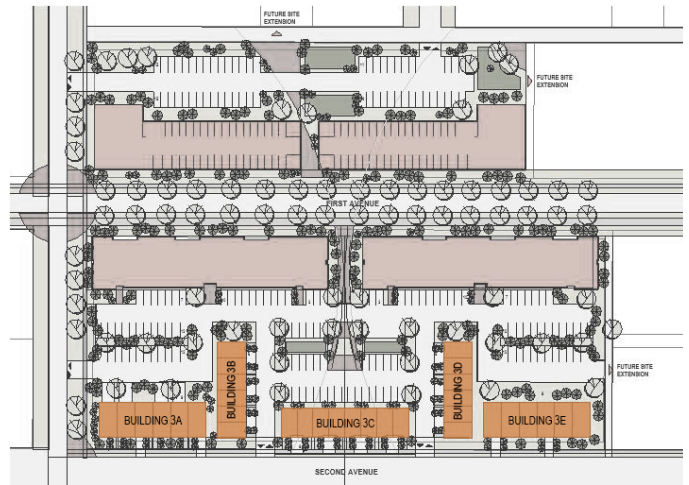 FUTURE SITE
EXTENSION
FUTURE SITE
EXTENSION
FIRST AVENUE
BUILDING 3B
BUILDING 3D
FUTURE SITE
EXTENSION
BUILDING 3A
BUILDING 3C
BUILDING 3E
SECOND AVENUE